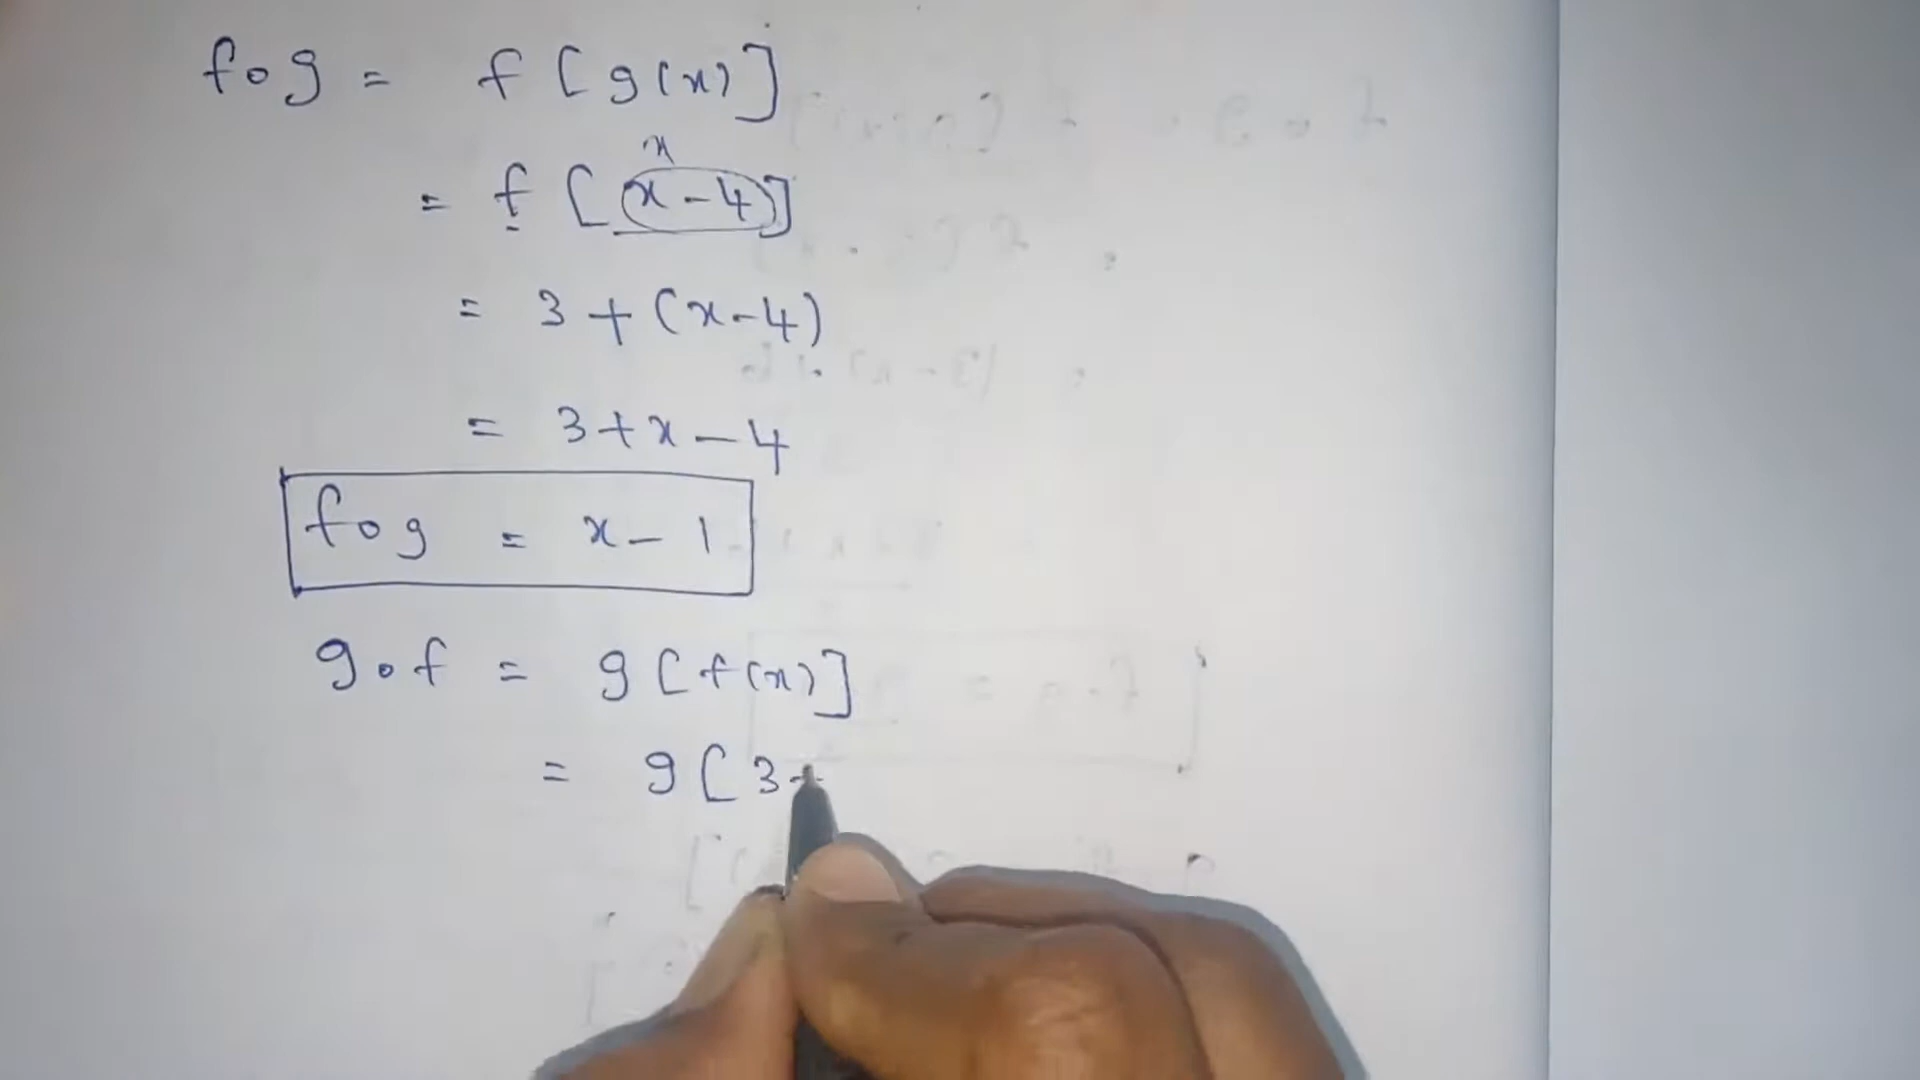 fog = f[g(x)]
x
= f[x-4]
= 3+(x-4)
= 3+x-4
fog = x-1
gof = g[f(x)]
= g[3+